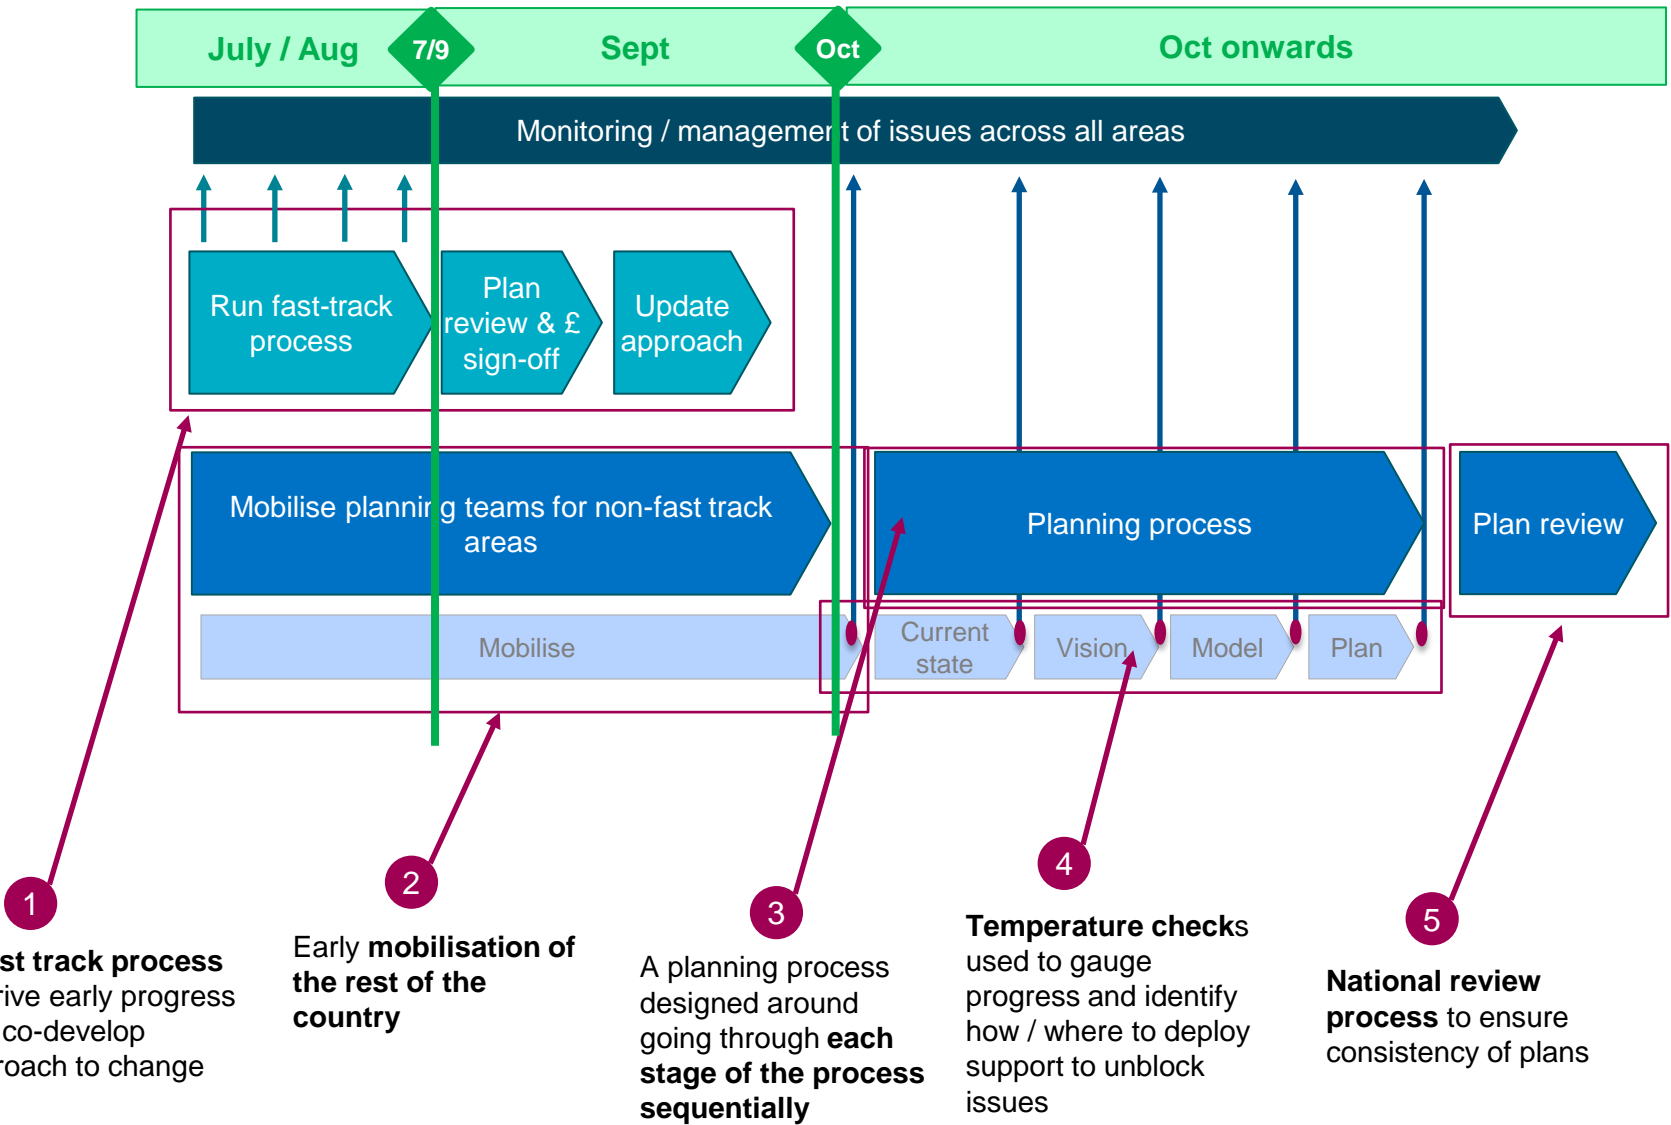 July / Aug
7/9
Sept
Oct
Oct onwards
Monitoring / management of issues across all areas
Run fast-track
process
Plan
review & £
sign-off
Update
approach
Mobilise planning teams for non-fast track
areas
Planning process
Plan review
Mobilise
Current
state
Vision
Model
Plan
1
st track process
rive early progress
co-develop
roach to change
2
Early mobilisation of
the rest of the
country
3
A planning process
designed around
going through each
stage of the process
sequentially
4
Temperature checks
used to gauge
progress and identify
how / where to deploy
support to unblock
issues
5
National review
process to ensure
consistency of plans